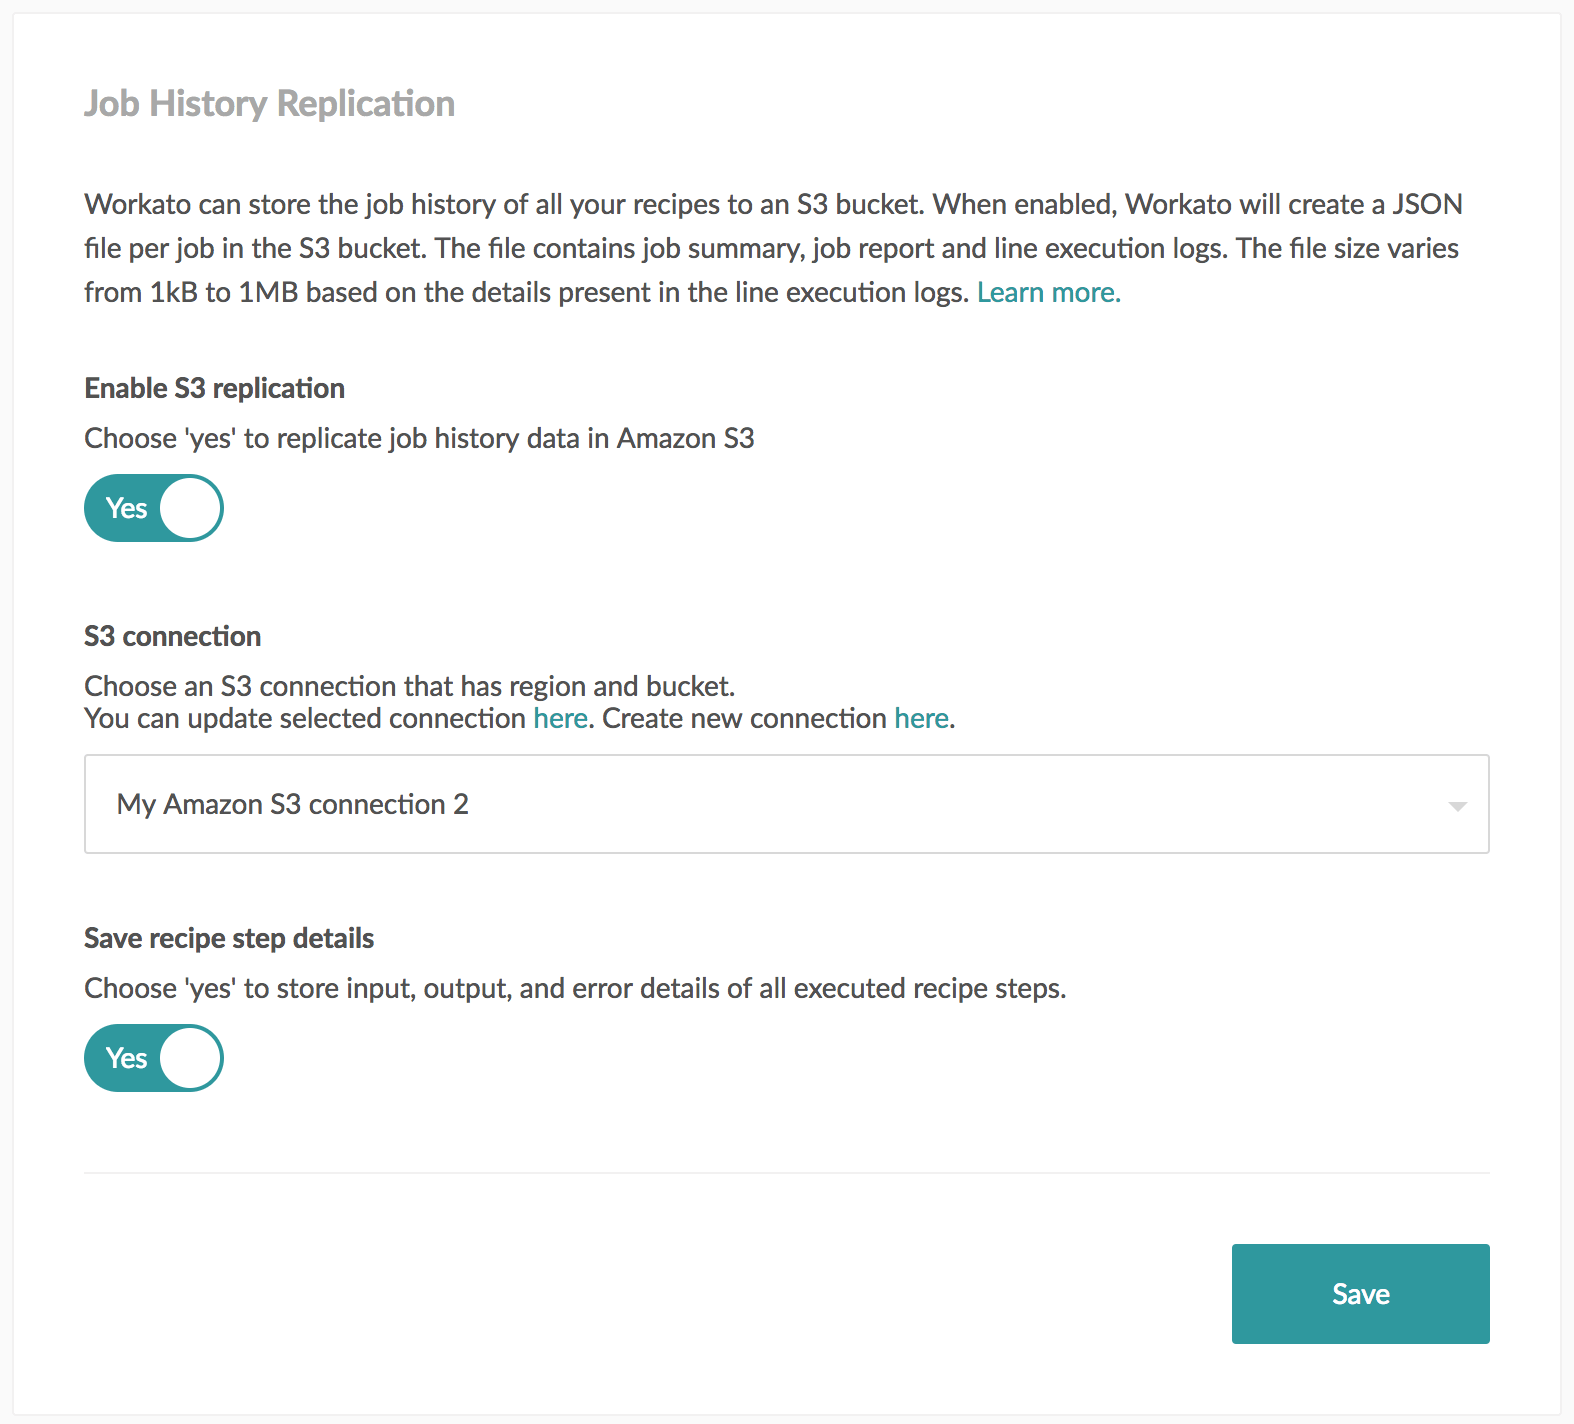 Job History Replication
Workato can store the job history of all your recipes to an S3 bucket. When enabled, Workato will create a JSON
file per job in the S3 bucket. The file contains job summary, job report and line execution logs. The file size varies
from 1kB to 1MB based on the details present in the line execution logs. Learn more.
Enable S3 replication
Choose 'yes' to replicate job history data in Amazon S3
Yes
S3 connection
Choose an S3 connection that has region and bucket.
You can update selected connection here. Create new connection here.
My Amazon S3 connection 2
Save recipe step details
Choose 'yes' to store input, output, and error details of all executed recipe steps.
Yes
Save